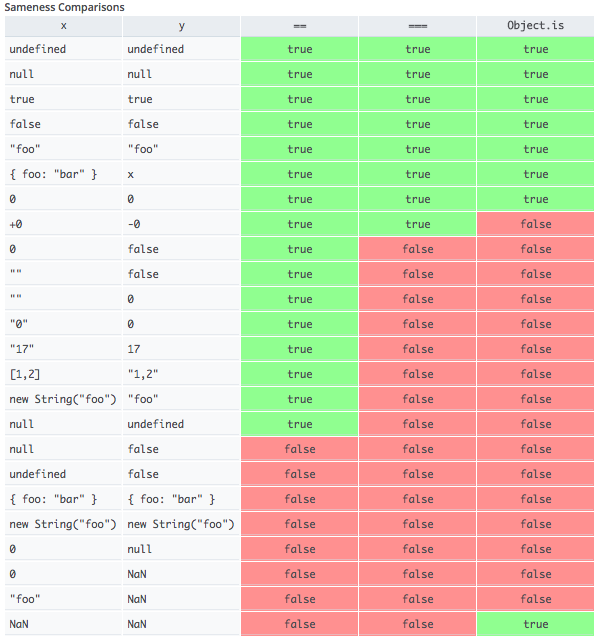 Sameness Comparisons
x y == === Object.is
undefined undefined true true true
null null true true true
true true true true true
false false true true true
"foo" "foo" true true true
{ foo: "bar" } x true true true
0 0 true true true
+0 -0 true true false
0 false true false false
"" false true false false
"" 0 true false false
"0" 0 true false false
"17" 17 true false false
[1,2] "1,2" true false false
new String("foo") "foo" true false false
null undefined true false false
null false false false false
undefined false false false false
{ foo: "bar" } { foo: "bar" } false false false
new String("foo") new String("foo") false false false
0 null false false false
0 NaN false false false
"foo" NaN false false false
NaN NaN false false true